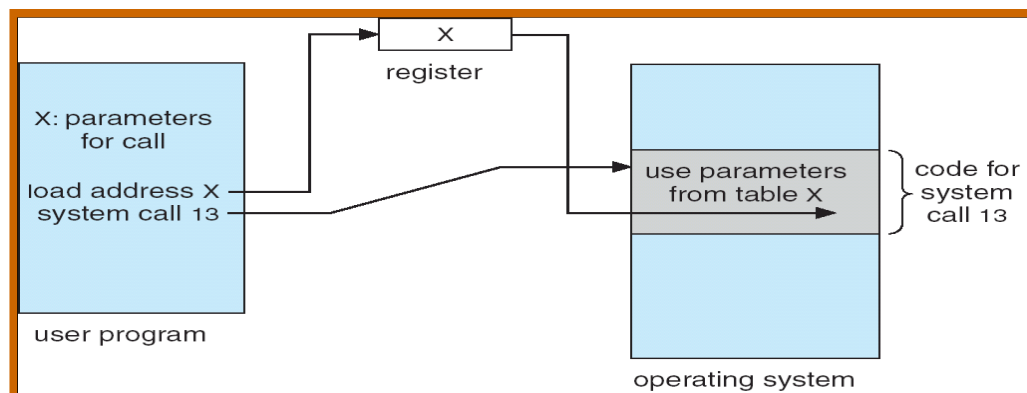 X
register
X: parameters
for call
load address X
system call 13
user program
use parameters
from table X
code for
system
call 13
operating system